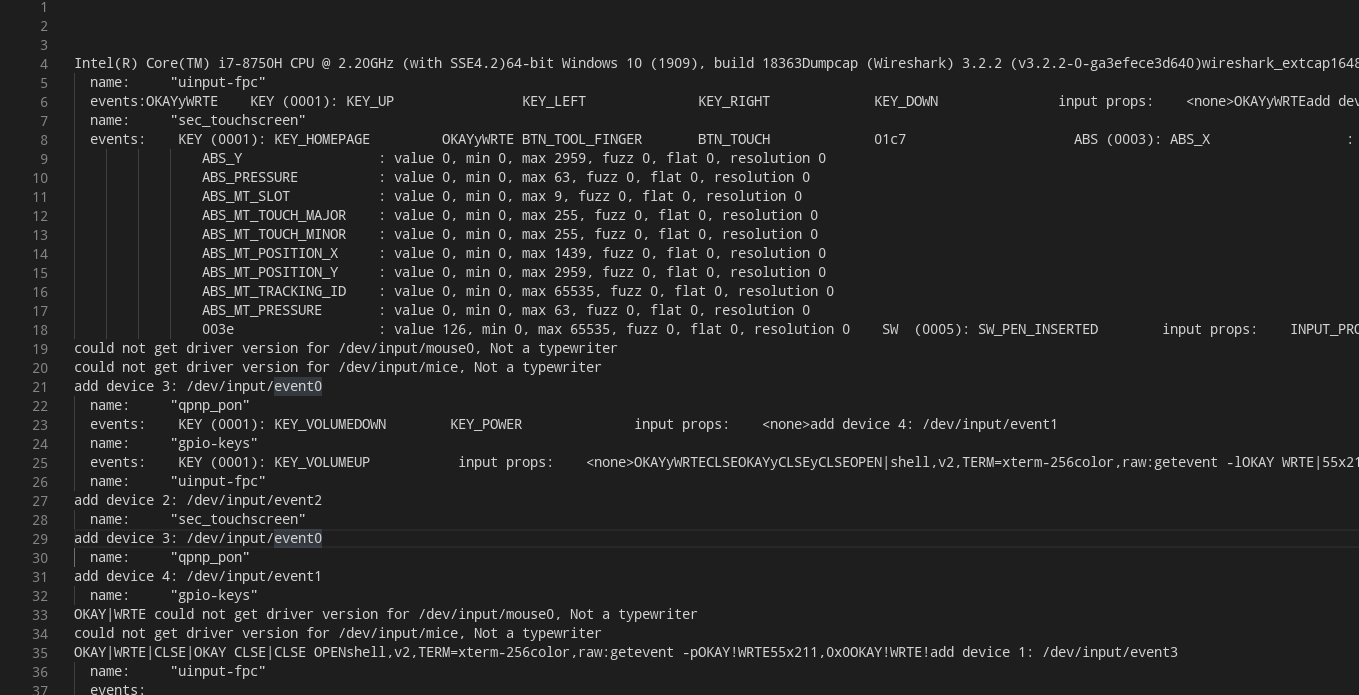 1
2
3
4 Intel(R) Core(TM) i7-8750H CPU @ 2.20GHz (with SSE4.2)64-bit Windows 10 (1909), build 18363Dumpcap (Wireshark) 3.2.2 (v3.2.2-0-ga3efece3d640)wireshark_extcap1648
5 name: "uinput-fpc"
6 events:OKAYyWRTE KEY (0001): KEY_UP KEY_LEFT KEY_RIGHT KEY_DOWN input props: <none>OKAYyWRTEadd dev
7 name: "sec_touchscreen"
8 events: KEY (0001): KEY_HOMEPAGE OKAYyWRTE BTN_TOOL_FINGER BTN_TOUCH 01c7 ABS (0003): ABS_X :
9 ABS_Y : value 0, min 0, max 2959, fuzz 0, flat 0, resolution 0
10 ABS_PRESSURE : value 0, min 0, max 63, fuzz 0, flat 0, resolution 0
11 ABS_MT_SLOT : value 0, min 0, max 9, fuzz 0, flat 0, resolution 0
12 ABS_MT_TOUCH_MAJOR : value 0, min 0, max 255, fuzz 0, flat 0, resolution 0
13 ABS_MT_TOUCH_MINOR : value 0, min 0, max 255, fuzz 0, flat 0, resolution 0
14 ABS_MT_POSITION_X : value 0, min 0, max 1439, fuzz 0, flat 0, resolution 0
15 ABS_MT_POSITION_Y : value 0, min 0, max 2959, fuzz 0, flat 0, resolution 0
16 ABS_MT_TRACKING_ID : value 0, min 0, max 65535, fuzz 0, flat 0, resolution 0
17 ABS_MT_PRESSURE : value 0, min 0, max 63, fuzz 0, flat 0, resolution 0
18 003e : value 126, min 0, max 65535, fuzz 0, flat 0, resolution 0 SW (0005): SW_PEN_INSERTED input props: INPUT_PRO
19 could not get driver version for /dev/input/mouse0, Not a typewriter
20 could not get driver version for /dev/input/mice, Not a typewriter
21 add device 3: /dev/input/event0
22 name: "qpnp_pon"
23 events: KEY (0001): KEY_VOLUMEDOWN KEY_POWER input props: <none>add device 4: /dev/input/event1
24 name: "gpio-keys"
25 events: KEY (0001): KEY_VOLUMEUP input props: <none>OKAYyWRTECLSEOKAYyCLSEyCLSEOPEN|shell,v2,TERM=xterm-256color,raw:getevent -lOKAY WRTE|55x21
26 name: "uinput-fpc"
27 add device 2: /dev/input/event2
28 name: "sec_touchscreen"
29 add device 3: /dev/input/event0
30 name: "qpnp_pon"
31 add device 4: /dev/input/event1
32 name: "gpio-keys"
33 OKAY|WRTE could not get driver version for /dev/input/mouse0, Not a typewriter
34 could not get driver version for /dev/input/mice, Not a typewriter
35 OKAY|WRTE|CLSE|OKAY CLSE|CLSE OPENshell,v2,TERM=xterm-256color,raw:getevent -pOKAY!WRTE55x211,0x0OKAY!WRTE!add device 1: /dev/input/event3
36 name: "uinput-fpc"
37 events: